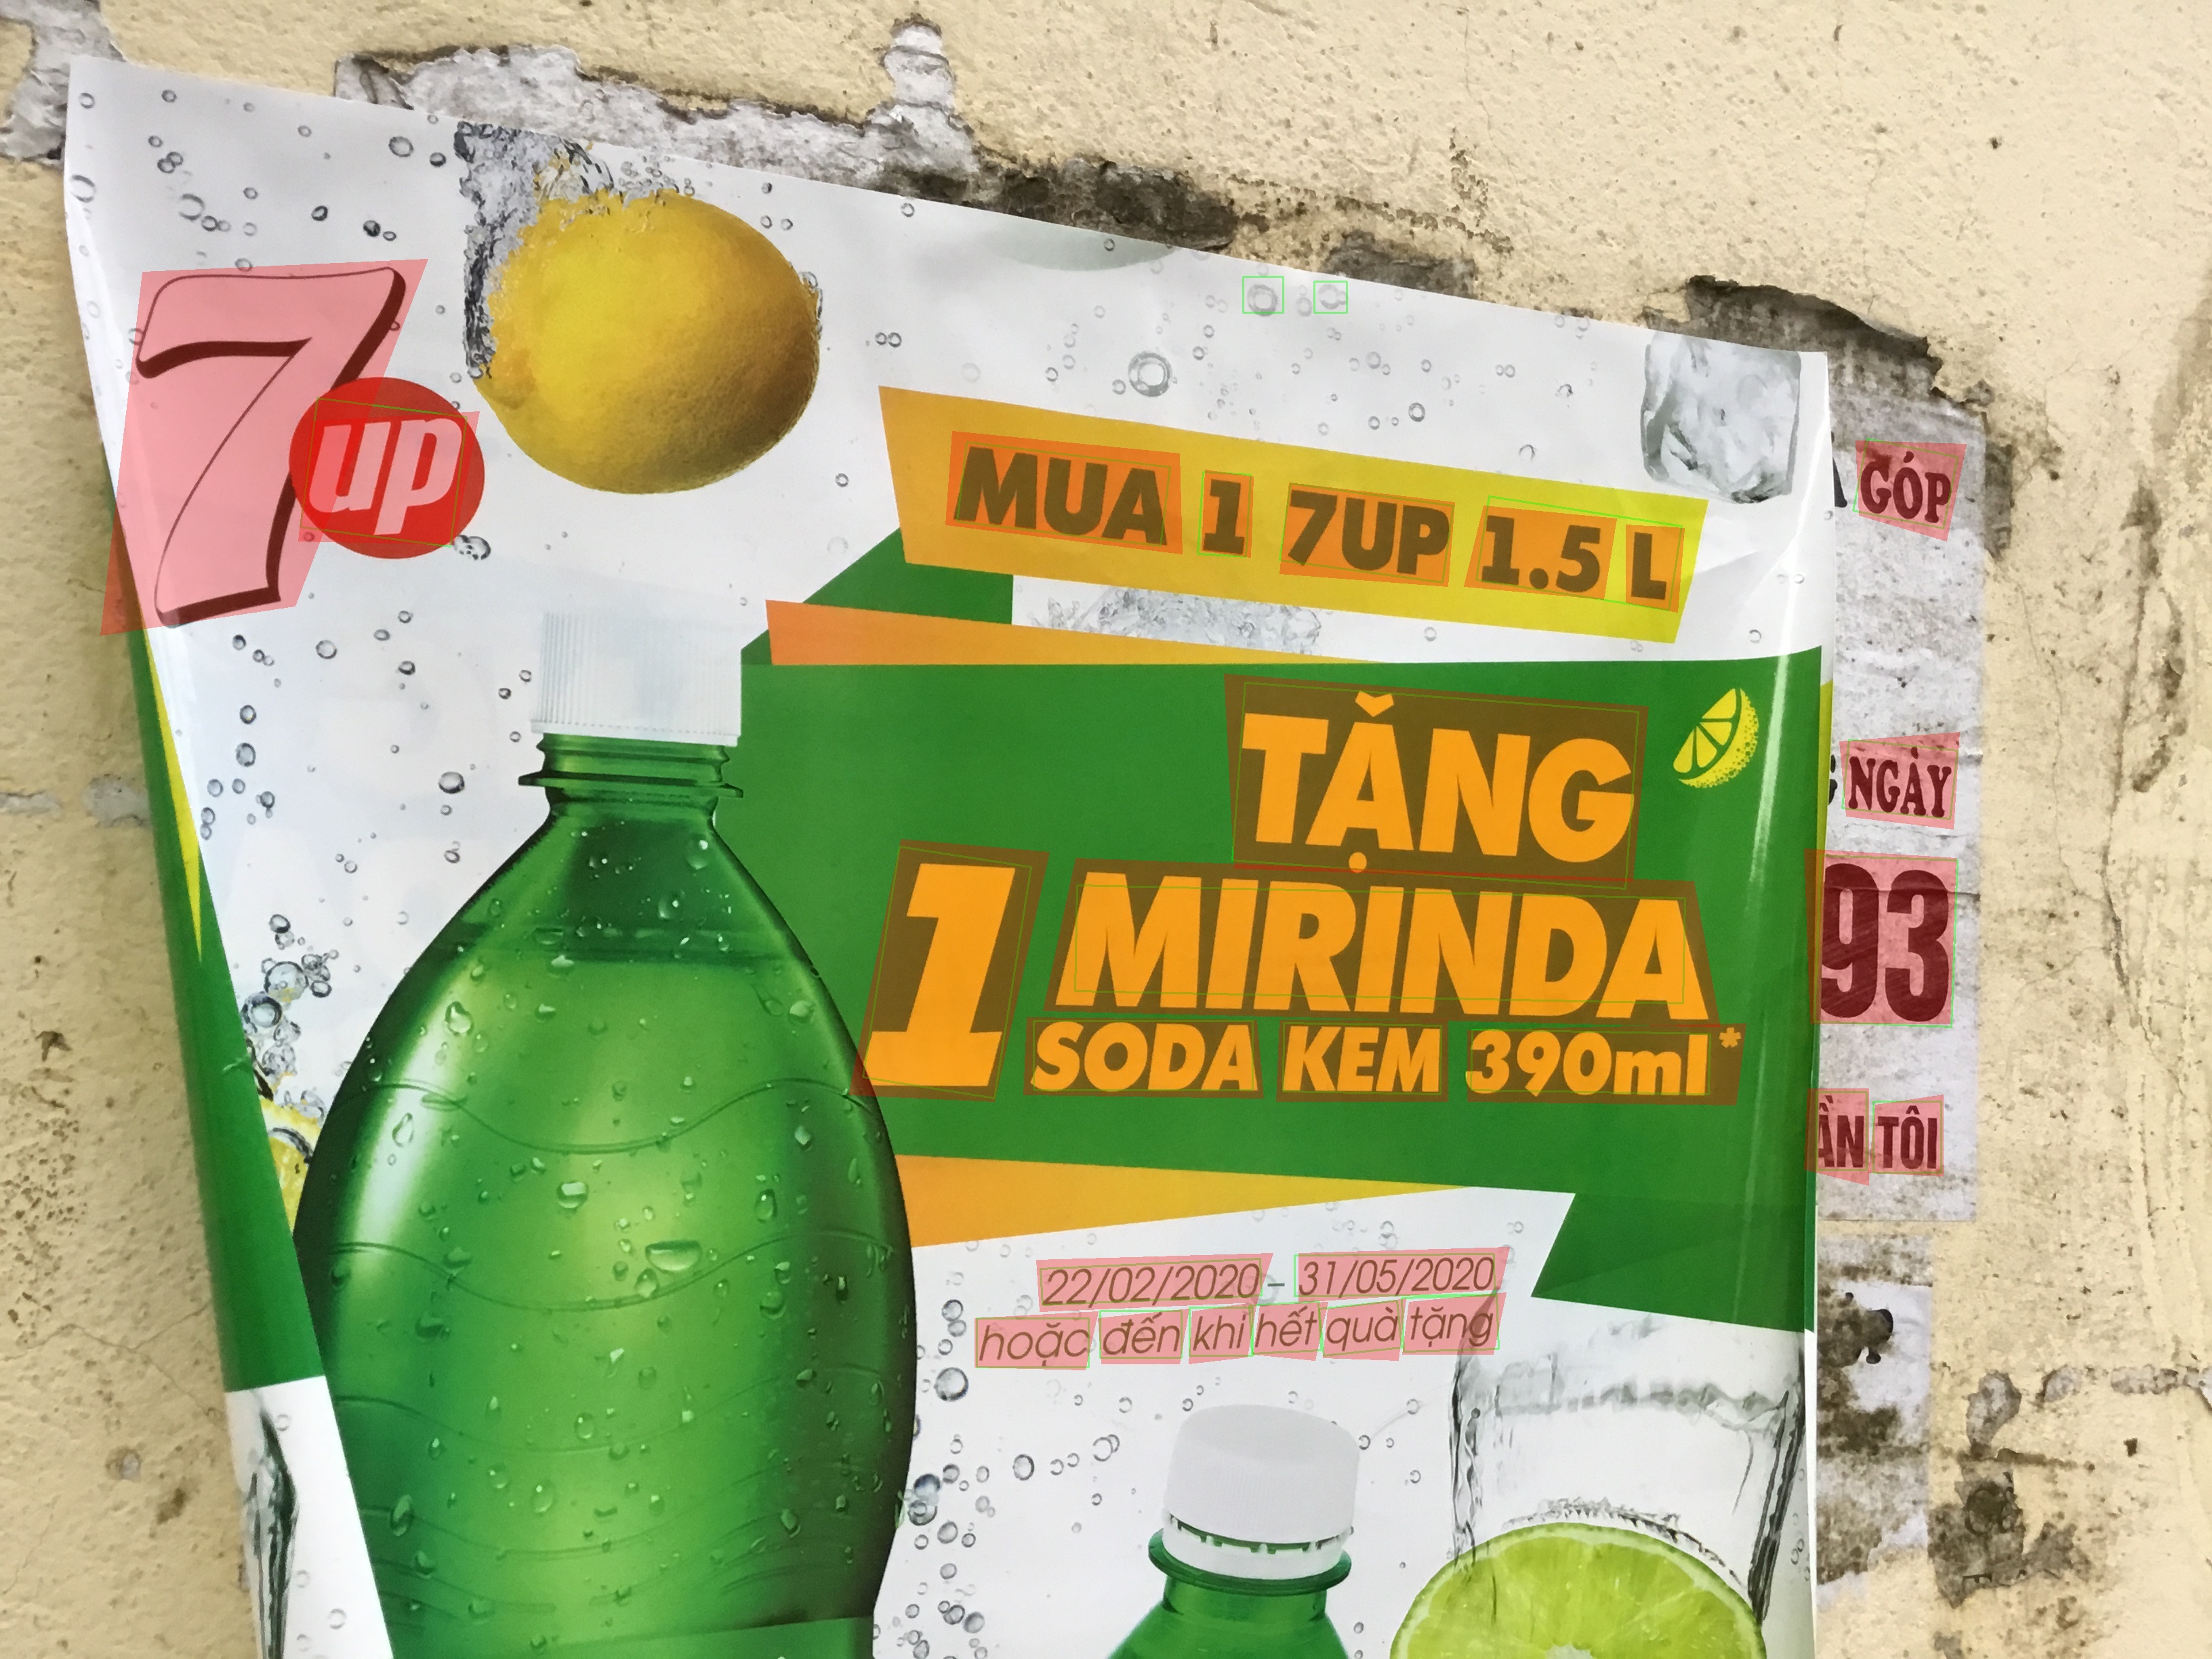 7up
MUA 1 7UP 1.5 L
TẶNG
1 MIRINDA
SODA KEM 390ml*
22/02/2020 - 31/05/2020
hoặc đến khi hết quà tặng
GÓP
NGÀY
93
TÔI